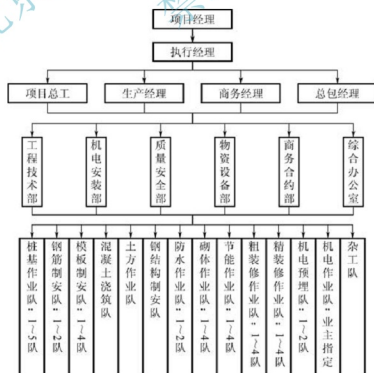 项目经理
执行经理
项目总工
生产经理
商务经理
总包经理
工程技术部
机电安装部
质量安全部
物资设备部
商务合约部
综合办公室
桩基作业队：1～5队
钢筋制安队：1～2队
模板制安队：1～4队
混凝土浇筑队
土方作业队
钢结构制安队
防水作业队：1～2队
砌体作业队：1～4队
节能作业队：1～4队
粗装修作业队：1～4队
精装修作业队：1～4队
机电预埋队：1～2队
机电作业队：业主指定
杂工队